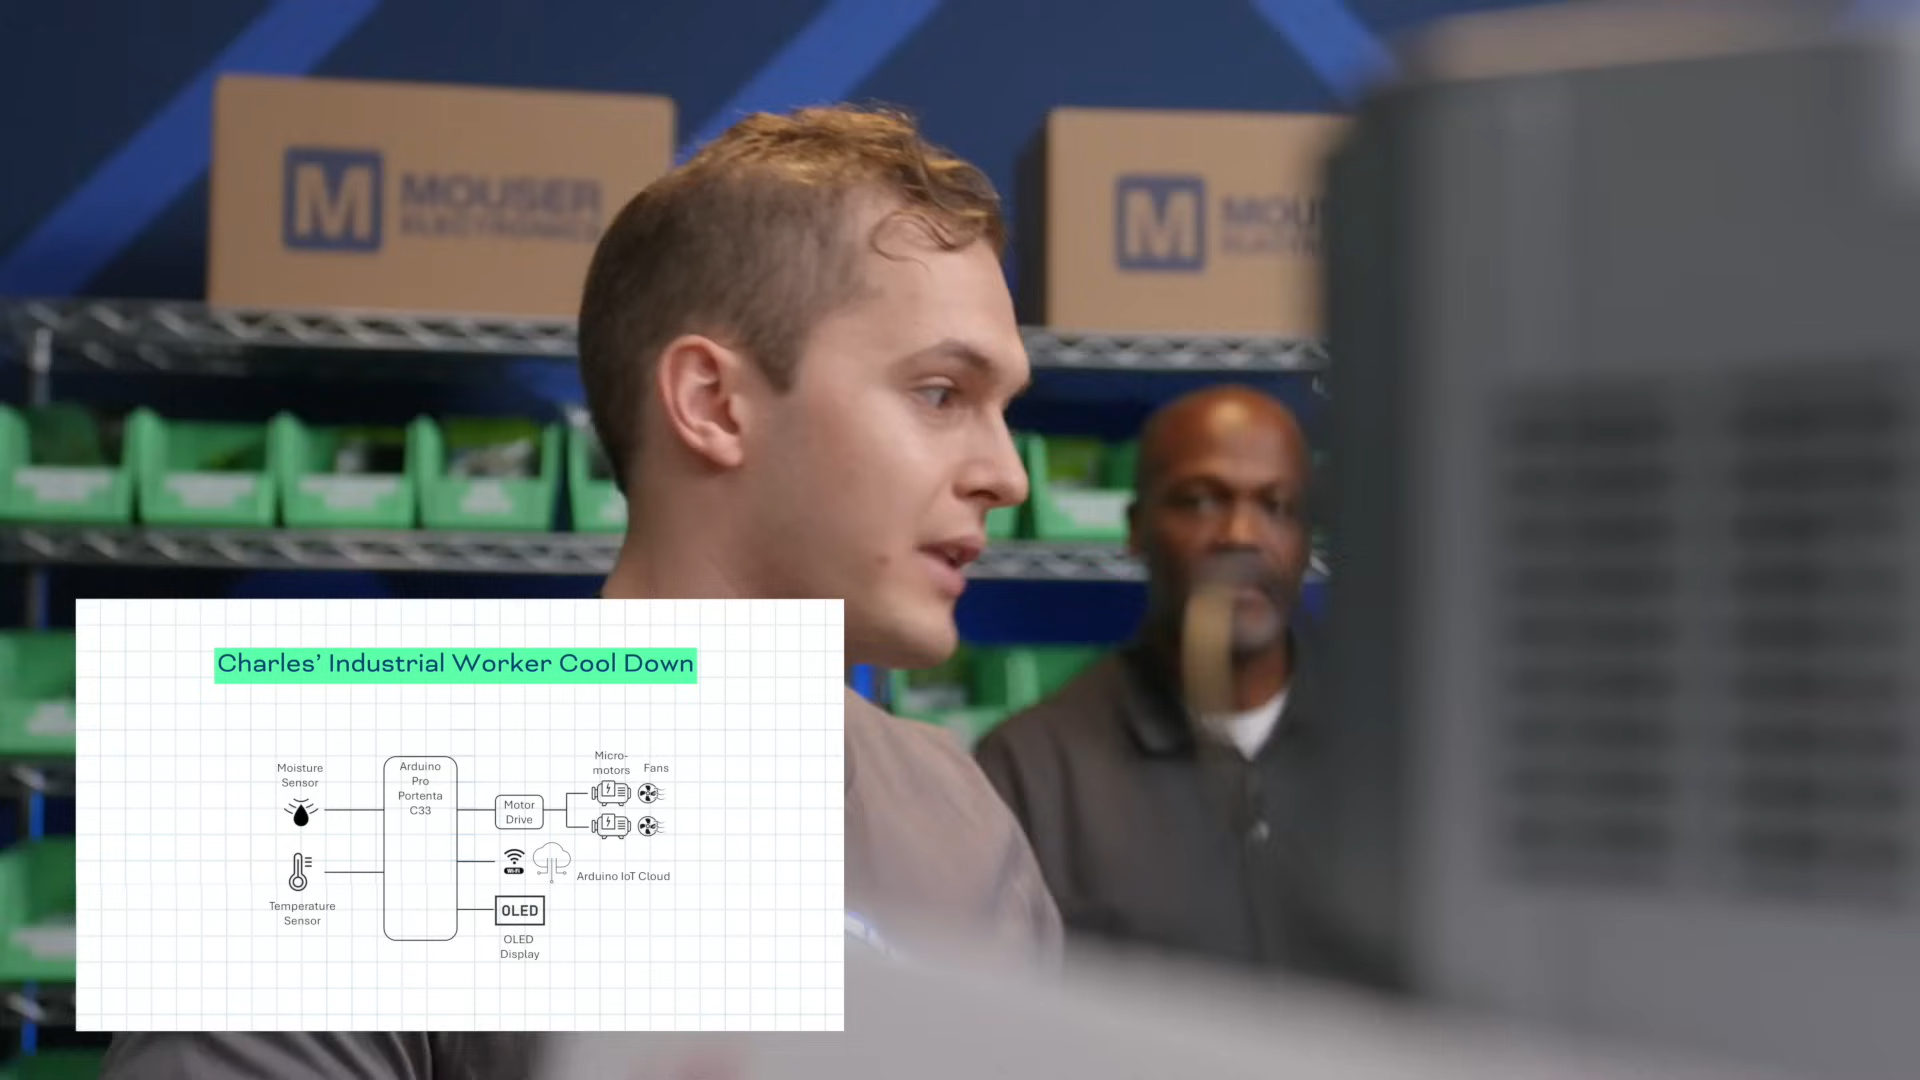 M MOUSER
ELECTRONICS
M MOU
Charles’ Industrial Worker Cool Down
Moisture
Sensor
Temperature
Sensor
Arduino
Pro
Portenta
C33
Motor
Drive
Micro-
motors
Fans
Wi-Fi
Arduino IoT Cloud
OLED
OLED
Display